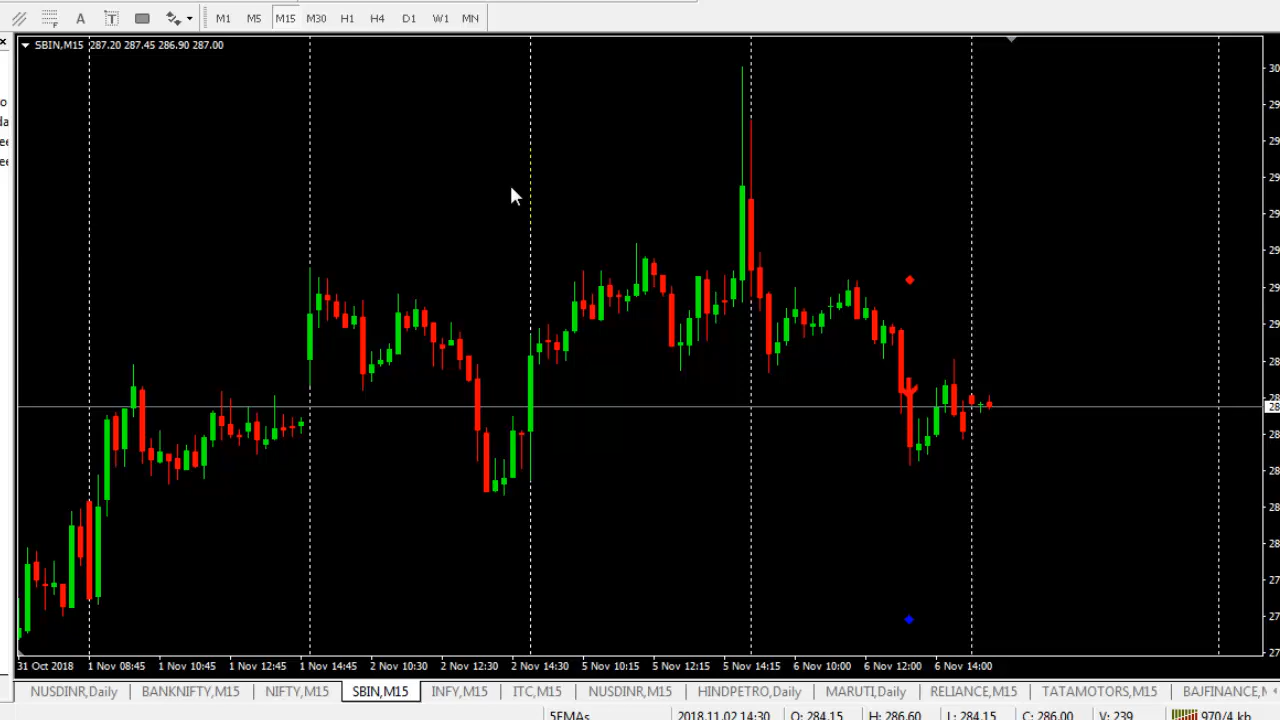 A T M1 M5 M15 M30 H1 H4 D1 W1 MN
SBIN,M15 287.20 287.45 286.90 287.00
31 Oct 2018 1 Nov 08:45 1 Nov 10:45 1 Nov 12:45 1 Nov 14:45 2 Nov 10:30 2 Nov 12:30 2 Nov 14:30 5 Nov 10:15 5 Nov 12:15 5 Nov 14:15 6 Nov 10:00 6 Nov 12:00 6 Nov 14:00
NUSDINR,Daily BANKNIFTY,M15 NIFTY,M15 SBIN,M15 INFY,M15 ITC,M15 NUSDINR,M15 HINDPETRO,Daily MARUTI,Daily RELIANCE,M15 TATAMOTORS,M15 BAJFINANCE,M
5EMAs 2018.11.02 14:30 O: 284.15 H: 286.60 L: 284.15 C: 286.00 V: 239 970/4 kb